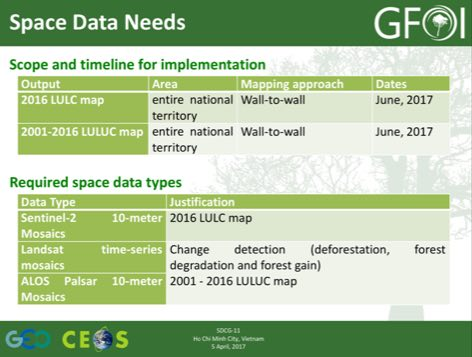 Space Data Needs
GFOI
Scope and timeline for implementation
Output Area Mapping approach Dates
2016 LULC map entire national Wall-to-wall June, 2017
territory
2001-2016 LULUC map entire national Wall-to-wall June, 2017
territory
Required space data types
Data Type Justification
Sentinel-2 10-meter 2016 LULC map
Mosaics
Landsat time-series Change detection (deforestation, forest
mosaics degradation and forest gain)
ALOS Palsar 10-meter 2001 - 2016 LULUC map
Mosaics
GEO CEOS
SDCG-11
Ho Chi Minh City, Vietnam
5 April, 2017